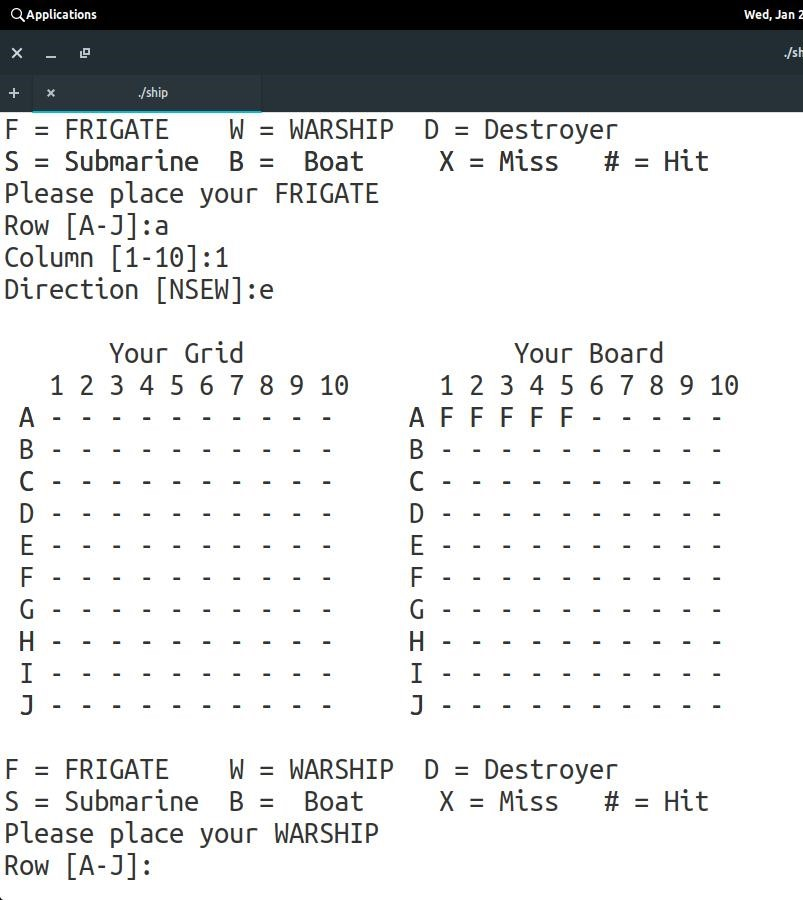 Applications
Wed, Jan 2
./sh
./ship
F = FRIGATE    W = WARSHIP  D = Destroyer
S = Submarine  B =  Boat     X = Miss   # = Hit
Please place your FRIGATE
Row [A-J]:a
Column [1-10]:1
Direction [NSEW]:e
       Your Grid                  Your Board
   1 2 3 4 5 6 7 8 9 10      1 2 3 4 5 6 7 8 9 10
 A - - - - - - - - - -     A F F F F F - - - - -
 B - - - - - - - - - -     B - - - - - - - - - -
 C - - - - - - - - - -     C - - - - - - - - - -
 D - - - - - - - - - -     D - - - - - - - - - -
 E - - - - - - - - - -     E - - - - - - - - - -
 F - - - - - - - - - -     F - - - - - - - - - -
 G - - - - - - - - - -     G - - - - - - - - - -
 H - - - - - - - - - -     H - - - - - - - - - -
 I - - - - - - - - - -     I - - - - - - - - - -
 J - - - - - - - - - -     J - - - - - - - - - -
F = FRIGATE    W = WARSHIP  D = Destroyer
S = Submarine  B =  Boat     X = Miss   # = Hit
Please place your WARSHIP
Row [A-J]: